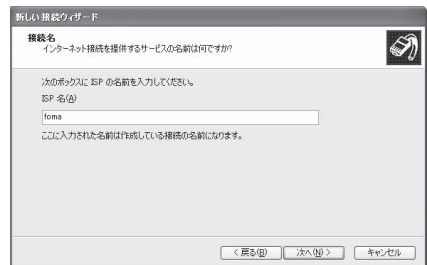 新しい接続ウィザード
接続名
インターネット接続を提供するサービスの名前は何ですか?
次のボックスに ISP の名前を入力してください。
ISP 名(A)
foma
ここに入力された名前は作成している接続の名前になります。
< 戻る(B)
次へ(N) >
キャンセル